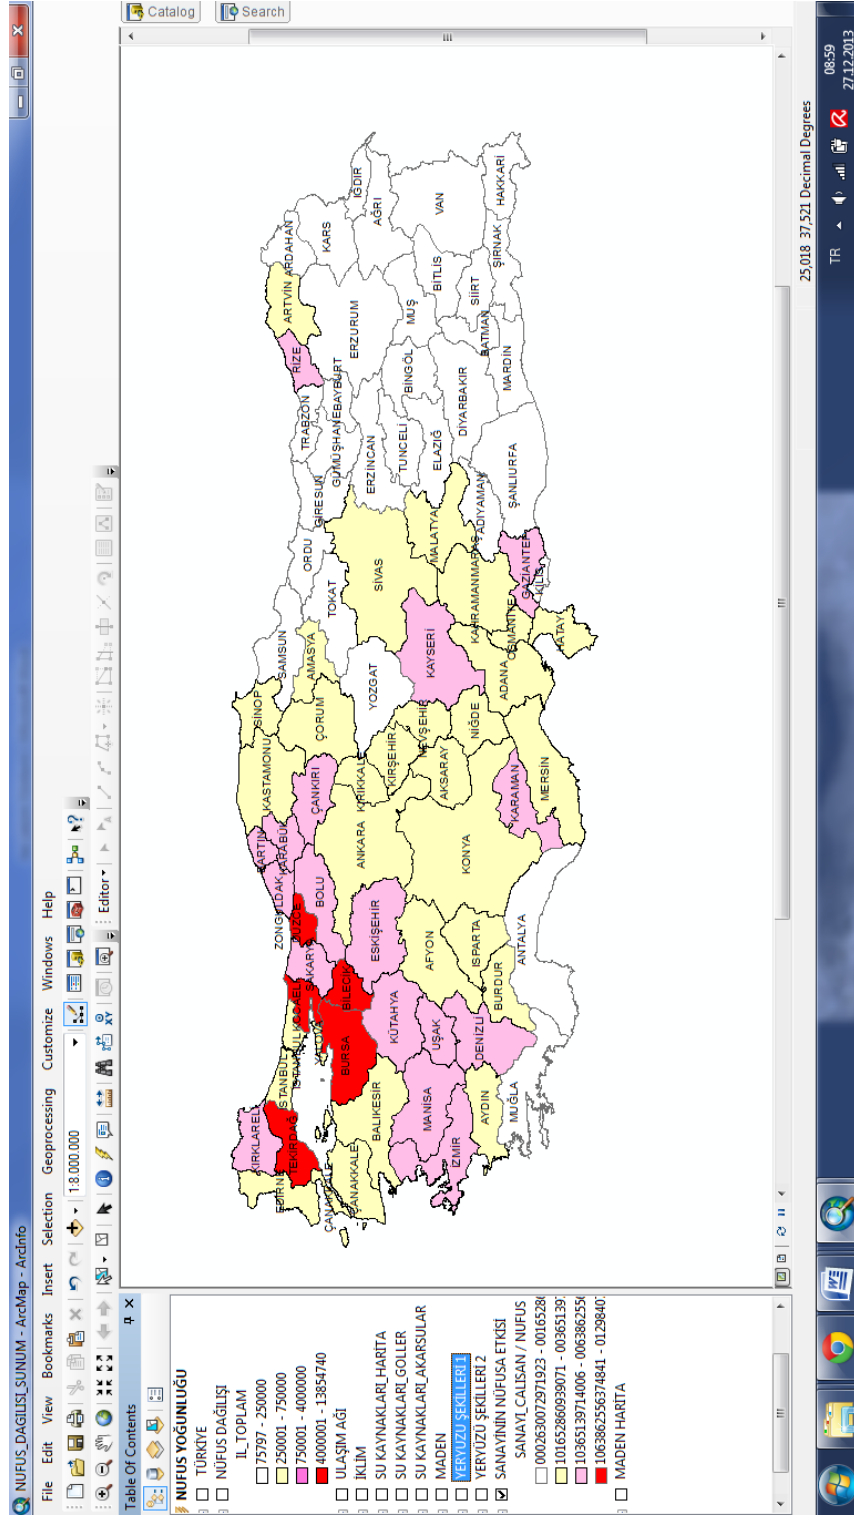 NUFUS_DAGILISI_SUNUM - ArcMap - ArcInfo
File Edit View Bookmarks Insert Selection Geoprocessing Customize Windows Help
1:8.000.000
Editor
Table Of Contents
NUFUS YOĞUNLUĞU
TÜRKİYE
NÜFUS DAĞILIŞI
IL_TOPLAM
75797 - 250000
250001 - 750000
750001 - 4000000
4000001 - 13854740
ULAŞIM AĞI
İKLİM
SU KAYNAKLARI_HARİTA
SU KAYNAKLARI_GOLLER
SU KAYNAKLARI_AKARSULAR
MADEN
YERYÜZÜ ŞEKİLLERİ 1
YERYÜZÜ ŞEKİLLERİ 2
SANAYİNİN NÜFUSA ETKİSİ
SANAYI_CALISAN / NUFUS
MADEN HARİTA
Catalog
Search
KIRKLARELİ
EDİRNE
TEKİRDAĞ
İSTANBUL
İSTANBUL
KOCAELİ
YALOVA
SAKARYA
DÜZCE
ZONGULDAK
BARTIN
KARABÜK
KASTAMONU
SİNOP
SAMSUN
ORDU
GİRESUN
TRABZON
RİZE
ARTVİN
ARDAHAN
ÇANAKKALE
ÇANAKKALE
BALIKESİR
BURSA
BİLECİK
BOLU
ÇANKIRI
ÇORUM
AMASYA
TOKAT
GÜMÜŞHANE
BAYBURT
ERZURUM
KARS
IĞDIR
AĞRI
ESKİŞEHİR
ANKARA
KIRIKKALE
YOZGAT
SİVAS
ERZİNCAN
KÜTAHYA
MANİSA
İZMİR
UŞAK
AFYON
KIRŞEHİR
NEVŞEHİR
KAYSERİ
MALATYA
TUNCELİ
ELAZIĞ
BİNGÖL
MUŞ
BİTLİS
VAN
AYDIN
DENİZLİ
BURDUR
ISPARTA
KONYA
AKSARAY
NİĞDE
KAHRAMANMARAŞ
ADIYAMAN
DİYARBAKIR
BATMAN
SİİRT
ŞIRNAK
HAKKARİ
MUĞLA
ANTALYA
KARAMAN
MERSİN
ADANA
OSMANİYE
HATAY
GAZİANTEP
KİLİS
ŞANLIURFA
MARDİN
25,018 37,521 Decimal Degrees
TR
08:59
27.12.2013